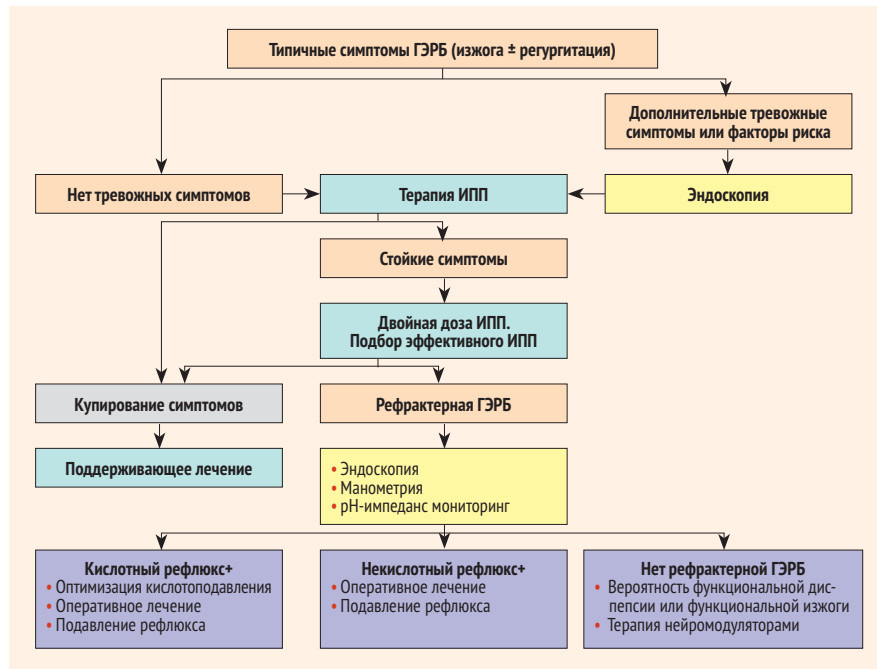 Типичные симптомы ГЭРБ (изжога ± регургитация)
Дополнительные тревожные
симптомы или факторы риска
Нет тревожных симптомов
Терапия ИПП
Эндоскопия
Стойкие симптомы
Двойная доза ИПП.
Подбор эффективного ИПП
Купирование симптомов
Рефрактерная ГЭРБ
Поддерживающее лечение
• Эндоскопия
• Манометрия
• pH-импеданс мониторинг
Кислотный рефлюкс+
• Оптимизация кислотоподавления
• Оперативное лечение
• Подавление рефлюкса
Некислотный рефлюкс+
• Оперативное лечение
• Подавление рефлюкса
Нет рефрактерной ГЭРБ
• Вероятность функциональной дис-
пепсии или функциональной изжоги
• Терапия нейромодуляторами